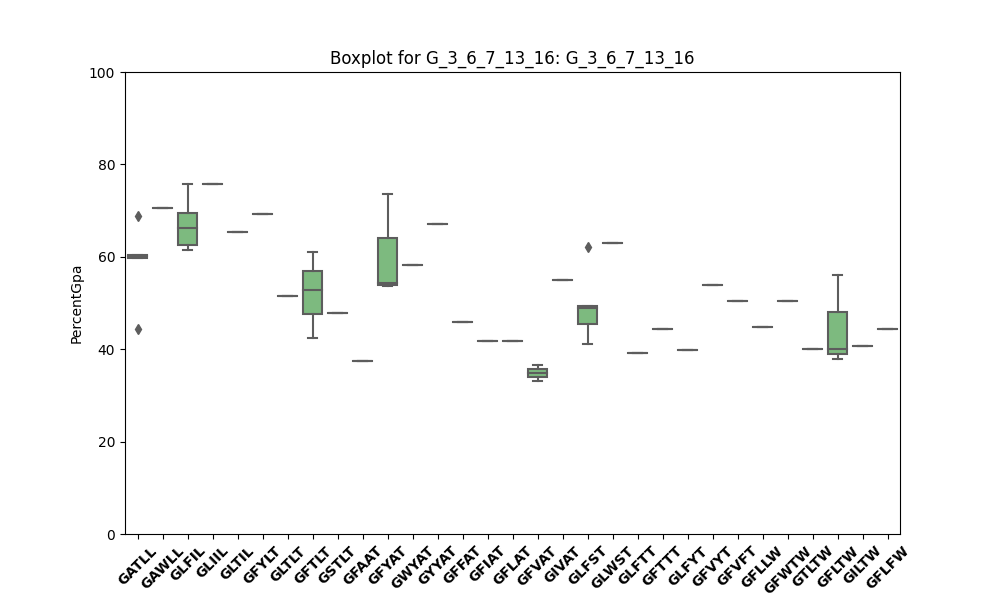 Boxplot for G_3_6_7_13_16: G_3_6_7_13_16
PercentGpa
100
80
60
40
20
0
GATLL
GAWLL
GLFIL
GLIIL
GLTIL
GFYLT
GLTLT
GFTLT
GSTLT
GFAAT
GFYAT
GWYAT
GYYAT
GFFAT
GFIAT
GFLAT
GFVAT
GIVAT
GLFST
GLWST
GLFTT
GFTTT
GLFYT
GFVYT
GFVFT
GFLLW
GFWTW
GTLTW
GFLTW
GILTW
GFLFW